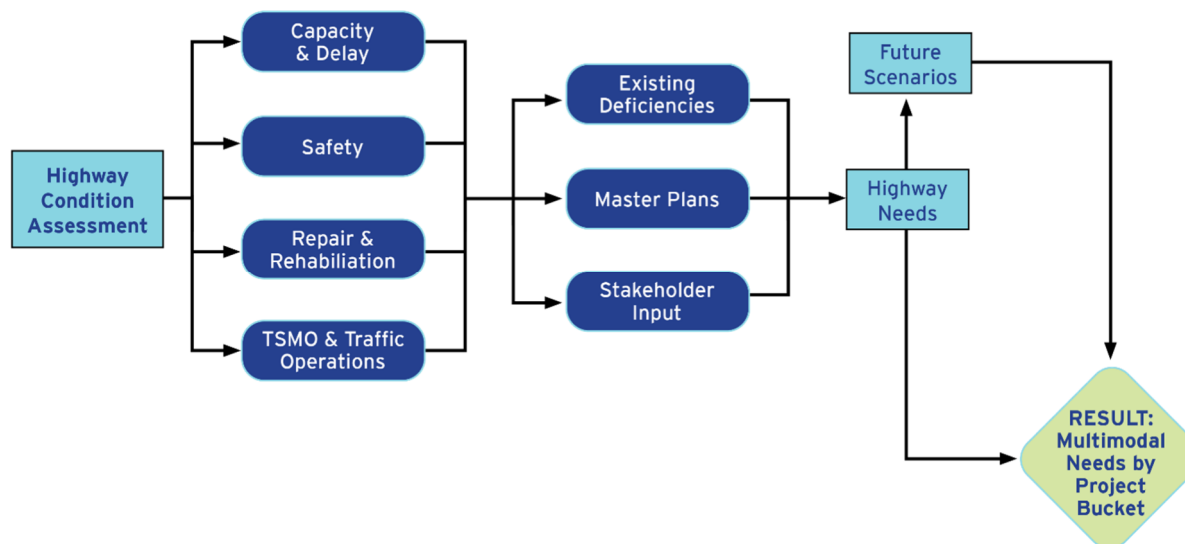 Highway
Condition
Assessment
Capacity
& Delay
Safety
Repair &
Rehabiliation
TSMO & Traffic
Operations
Existing
Deficiencies
Master Plans
Stakeholder
Input
Future
Scenarios
Highway
Needs
RESULT:
Multimodal
Needs by
Project
Bucket